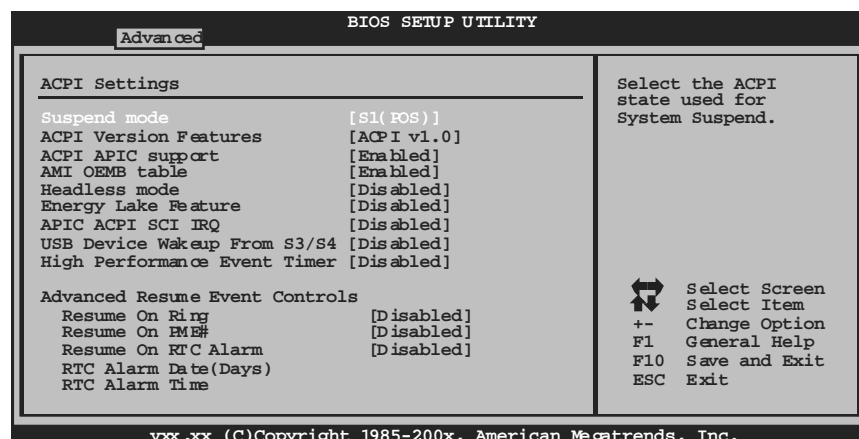 BIOS SETUP UTILITY
Advanced
ACPI Settings
Suspend mode [S1(POS)]
ACPI Version Features [ACPI v1.0]
ACPI APIC support [Enabled]
AMI OEMB table [Enabled]
Headless mode [Disabled]
Energy Lake Feature [Disabled]
APIC ACPI SCI IRQ [Disabled]
USB Device Wakeup From S3/S4 [Disabled]
High Performance Event Timer [Disabled]
Advanced Resume Event Controls
Resume On Ring [Disabled]
Resume On PME# [Disabled]
Resume On RTC Alarm [Disabled]
RTC Alarm Date(Days)
RTC Alarm Time
Select the ACPI
state used for
System Suspend.
Select Screen
Select Item
+- Change Option
F1 General Help
F10 Save and Exit
ESC Exit
vxx.xx (C)Copyright 1985-200x, American Megatrends, Inc.